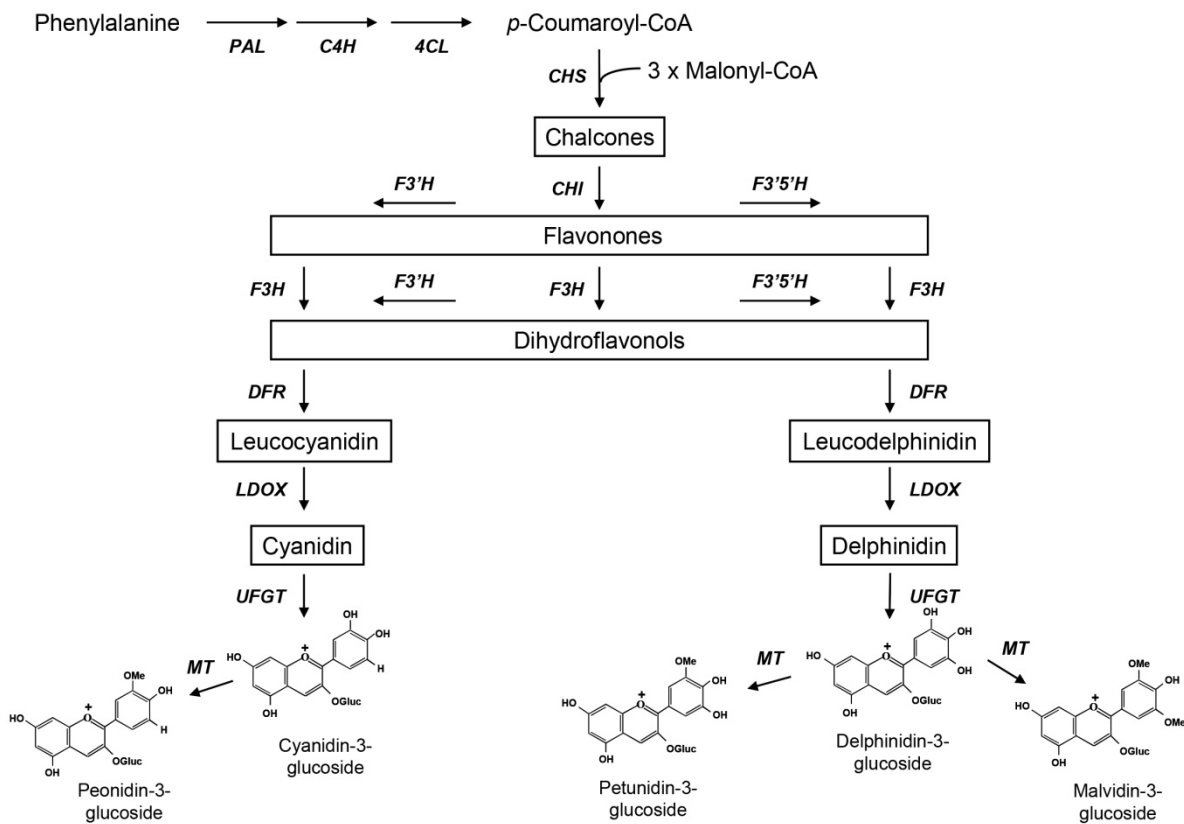 Phenylalanine
PAL
C4H
4CL
p-Coumaroyl-CoA
CHS
3 x Malonyl-CoA
Chalcones
F3'H
CHI
F3'5'H
Flavonones
F3H
F3'H
F3H
F3'5'H
F3H
Dihydroflavonols
DFR
DFR
Leucocyanidin
Leucodelphinidin
LDOX
LDOX
Cyanidin
Delphinidin
UFGT
UFGT
MT
OH
OH
HO
+
O
H
OGluc
OH
Cyanidin-3-
glucoside
OMe
OH
HO
+
O
H
OGluc
OH
Peonidin-3-
glucoside
MT
OMe
OH
HO
+
O
OH
OGluc
OH
Petunidin-3-
glucoside
OH
OH
HO
+
O
OH
OGluc
OH
Delphinidin-3-
glucoside
MT
OMe
OH
HO
+
O
OMe
OGluc
OH
Malvidin-3-
glucoside